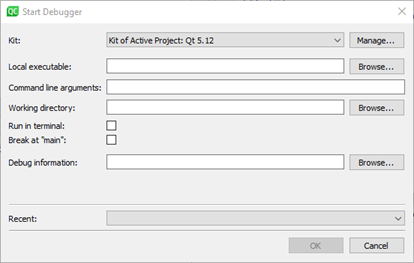 QC Start Debugger
Kit: Kit of Active Project: Qt 5.12 Manage...
Local executable: Browse...
Command line arguments:
Working directory: Browse...
Run in terminal:
Break at "main":
Debug information: Browse...
Recent:
OK Cancel